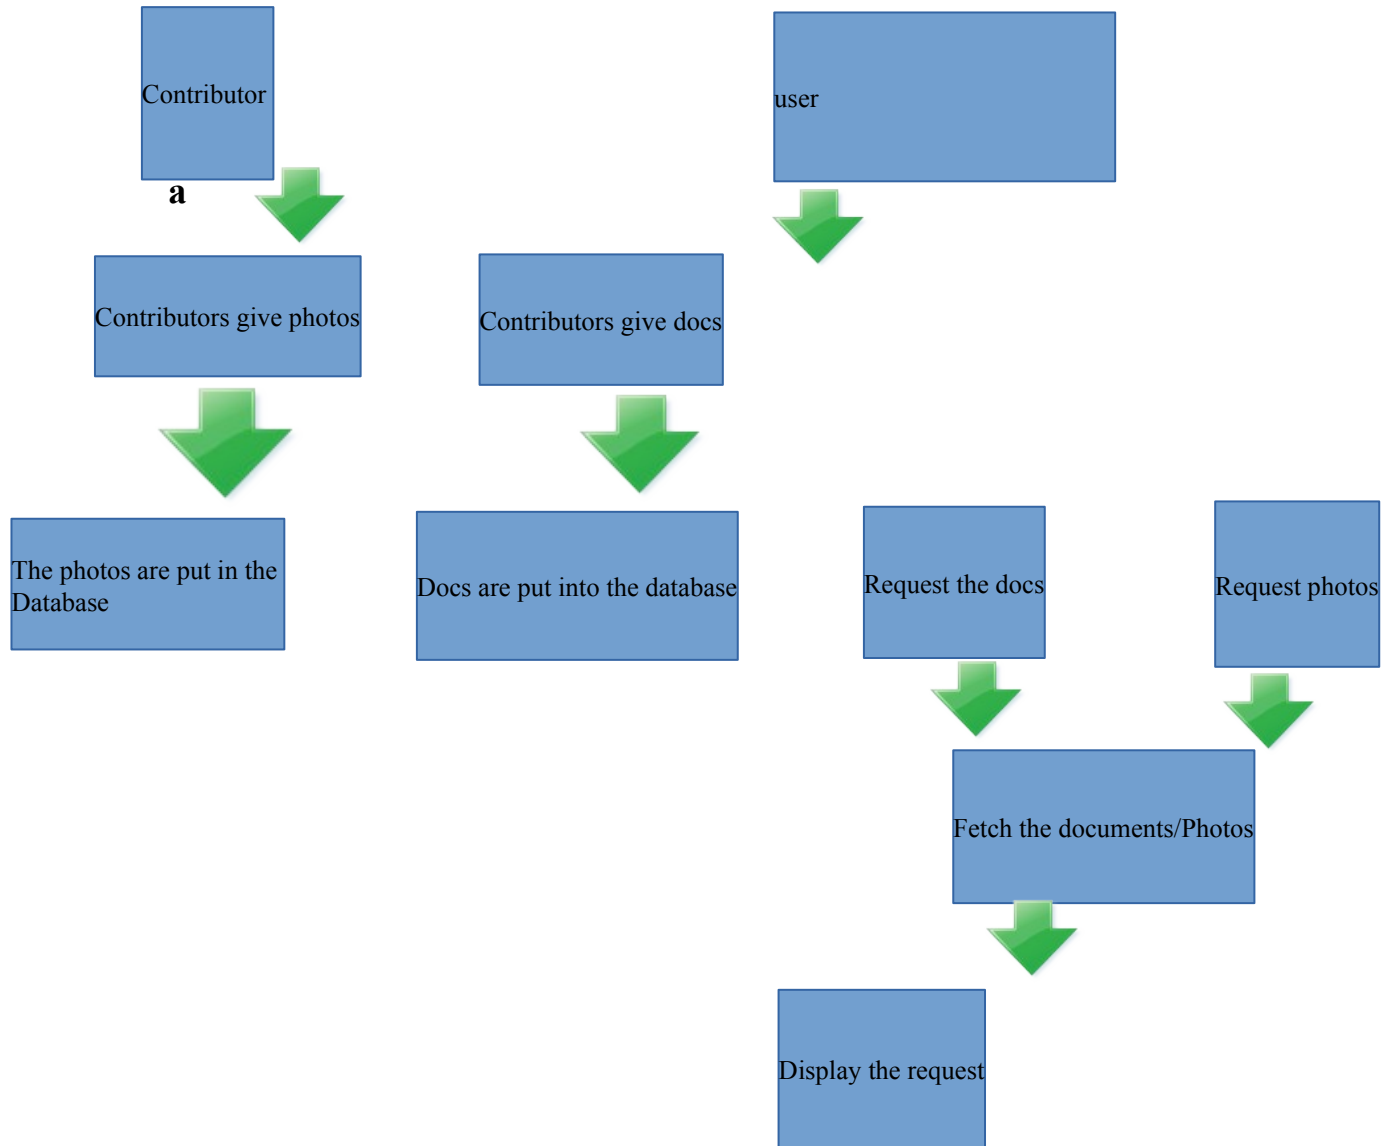 Contributor
user
a
Contributors give photos
Contributors give docs
The photos are put in the
Database
Docs are put into the database
Request the docs
Request photos
Fetch the documents/Photos
Display the request